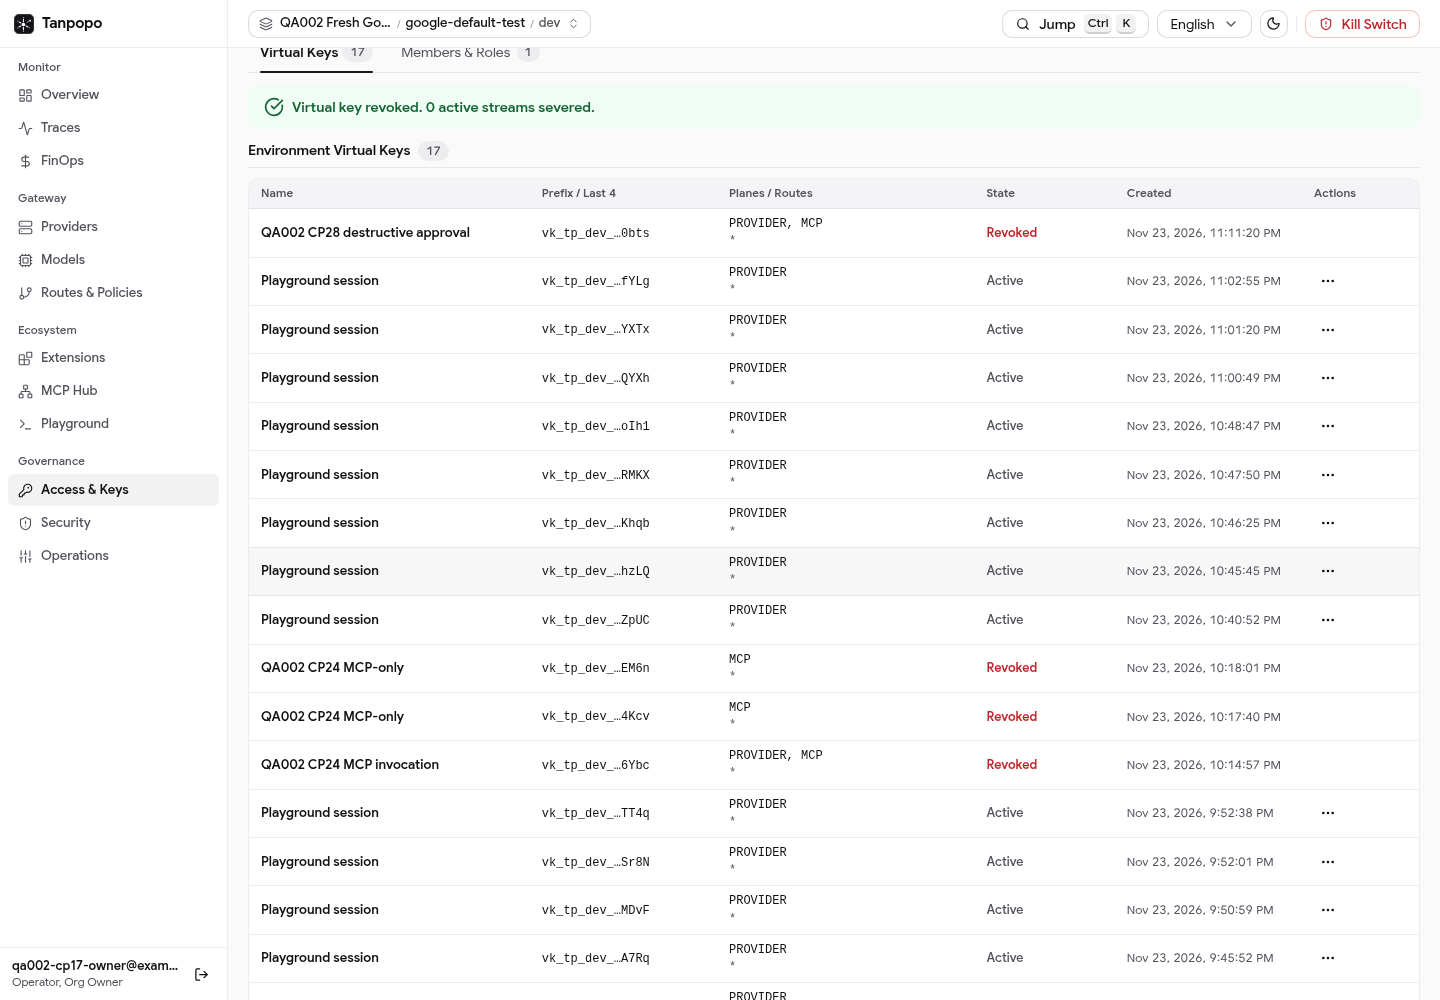 Tanpopo
QA002 Fresh Go... / google-default-test / dev
Jump Ctrl K
English
Kill Switch
Monitor
Overview
Traces
FinOps
Gateway
Providers
Models
Routes & Policies
Ecosystem
Extensions
MCP Hub
Playground
Governance
Access & Keys
Security
Operations
qa002-cp17-owner@exam...
Operator, Org Owner
Virtual Keys 17
Members & Roles 1
Virtual key revoked. 0 active streams severed.
Environment Virtual Keys 17
Name Prefix / Last 4 Planes / Routes State Created Actions
QA002 CP28 destructive approval vk_tp_dev_…0bts PROVIDER, MCP * Revoked Nov 23, 2026, 11:11:20 PM
Playground session vk_tp_dev_…fYLg PROVIDER * Active Nov 23, 2026, 11:02:55 PM ...
Playground session vk_tp_dev_…YXTx PROVIDER * Active Nov 23, 2026, 11:01:20 PM ...
Playground session vk_tp_dev_…QYXh PROVIDER * Active Nov 23, 2026, 11:00:49 PM ...
Playground session vk_tp_dev_…oIh1 PROVIDER * Active Nov 23, 2026, 10:48:47 PM ...
Playground session vk_tp_dev_…RMKX PROVIDER * Active Nov 23, 2026, 10:47:50 PM ...
Playground session vk_tp_dev_…Khqb PROVIDER * Active Nov 23, 2026, 10:46:25 PM ...
Playground session vk_tp_dev_…hzLQ PROVIDER * Active Nov 23, 2026, 10:45:45 PM ...
Playground session vk_tp_dev_…ZpUC PROVIDER * Active Nov 23, 2026, 10:40:52 PM ...
QA002 CP24 MCP-only vk_tp_dev_…EM6n MCP * Revoked Nov 23, 2026, 10:18:01 PM
QA002 CP24 MCP-only vk_tp_dev_…4Kcv MCP * Revoked Nov 23, 2026, 10:17:40 PM
QA002 CP24 MCP invocation vk_tp_dev_…6Ybc PROVIDER, MCP * Revoked Nov 23, 2026, 10:14:57 PM
Playground session vk_tp_dev_…TT4q PROVIDER * Active Nov 23, 2026, 9:52:38 PM ...
Playground session vk_tp_dev_…Sr8N PROVIDER * Active Nov 23, 2026, 9:52:01 PM ...
Playground session vk_tp_dev_…MDvF PROVIDER * Active Nov 23, 2026, 9:50:59 PM ...
Playground session vk_tp_dev_…A7Rq PROVIDER * Active Nov 23, 2026, 9:45:52 PM ...
PROVIDER